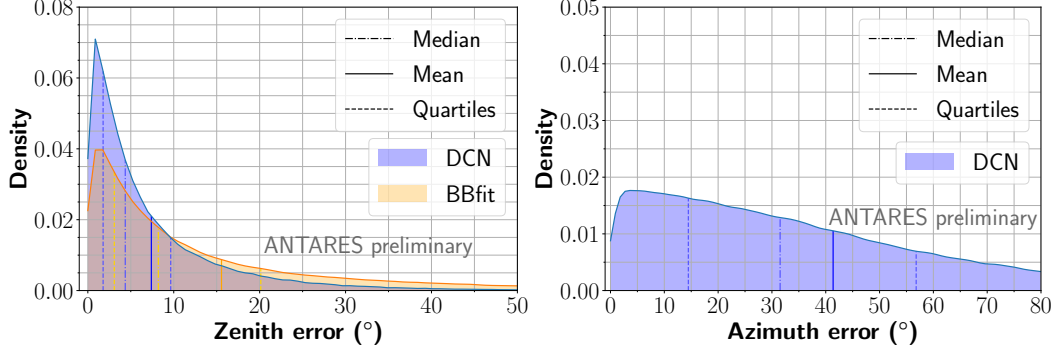 0.08
0.06
0.04
0.02
0.00
Density
Median
Mean
Quartiles
DCN
BBfit
ANTARES preliminary
0 10 20 30 40 50
Zenith error (°)
0.05
0.04
0.03
0.02
0.01
0.00
Density
Median
Mean
Quartiles
DCN
ANTARES preliminary
0 10 20 30 40 50 60 70 80
Azimuth error (°)